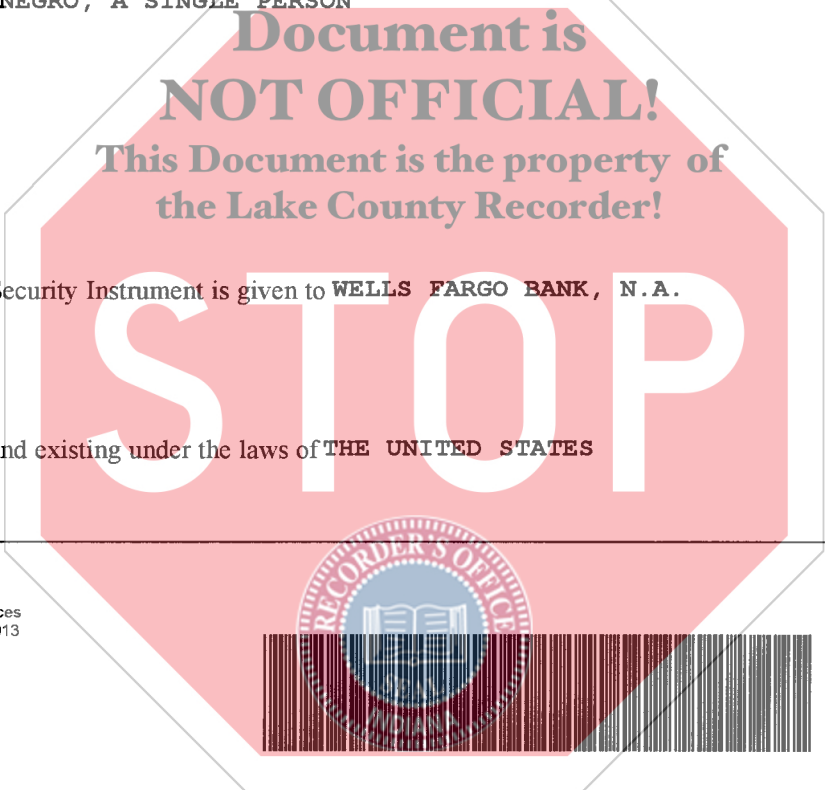 NEGRO, A SINGLE PERSON
Document is
NOT OFFICIAL!
This Document is the property of
the Lake County Recorder!
Security Instrument is given to WELLS FARGO BANK, N.A.
STOP
nd existing under the laws of THE UNITED STATES
RECORDER'S OFFICE
ces
013
SEAL
INDIANA